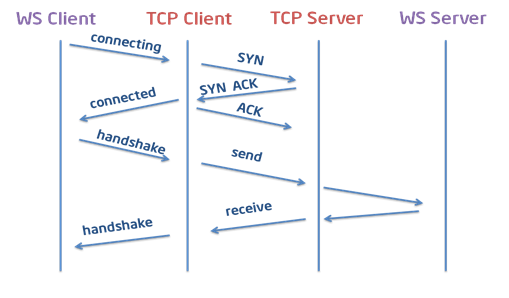 WS Client
TCP Client
TCP Server
WS Server
connecting
SYN
SYN ACK
connected
ACK
handshake
send
receive
handshake